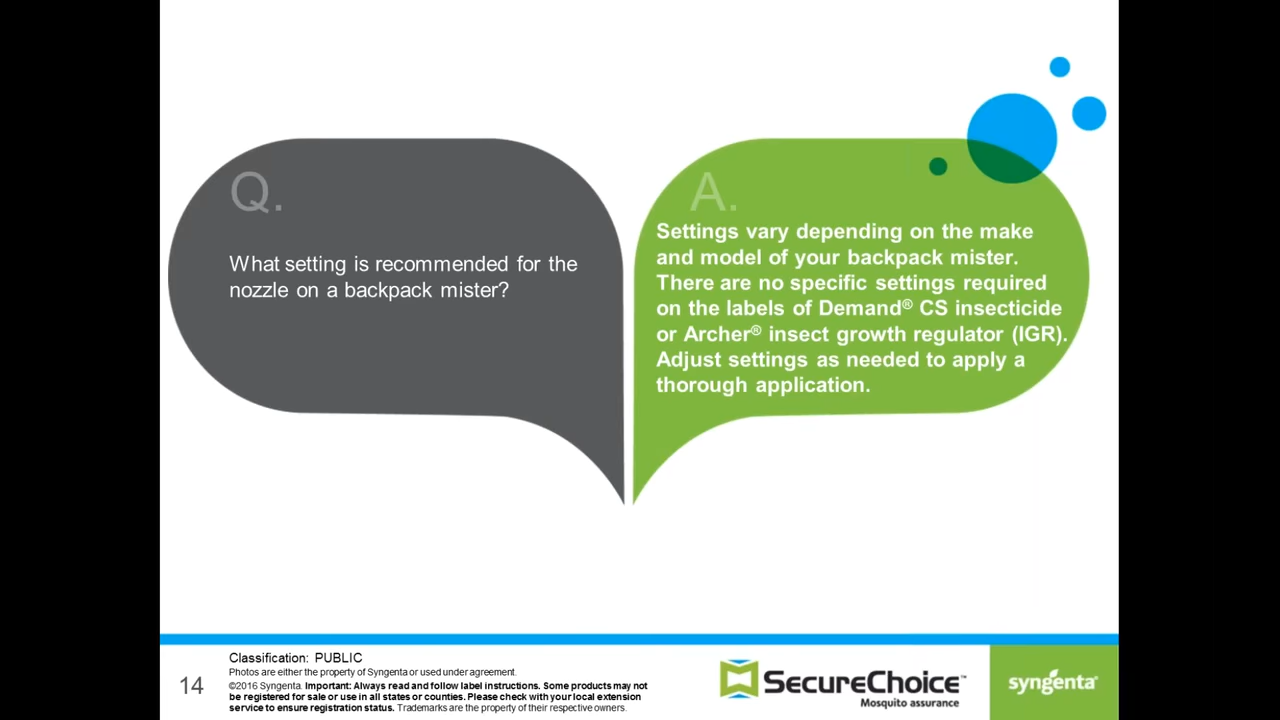 Q.
What setting is recommended for the
nozzle on a backpack mister?
A.
Settings vary depending on the make
and model of your backpack mister.
There are no specific settings required
on the labels of Demand® CS insecticide
or Archer® insect growth regulator (IGR).
Adjust settings as needed to apply a
thorough application.
14
Classification: PUBLIC
Photos are either the property of Syngenta or used under agreement.
©2016 Syngenta. Important: Always read and follow label instructions. Some products may not
be registered for sale or use in all states or counties. Please check with your local extension
service to ensure registration status. Trademarks are the property of their respective owners.
SecureChoice™
Mosquito assurance
syngenta®